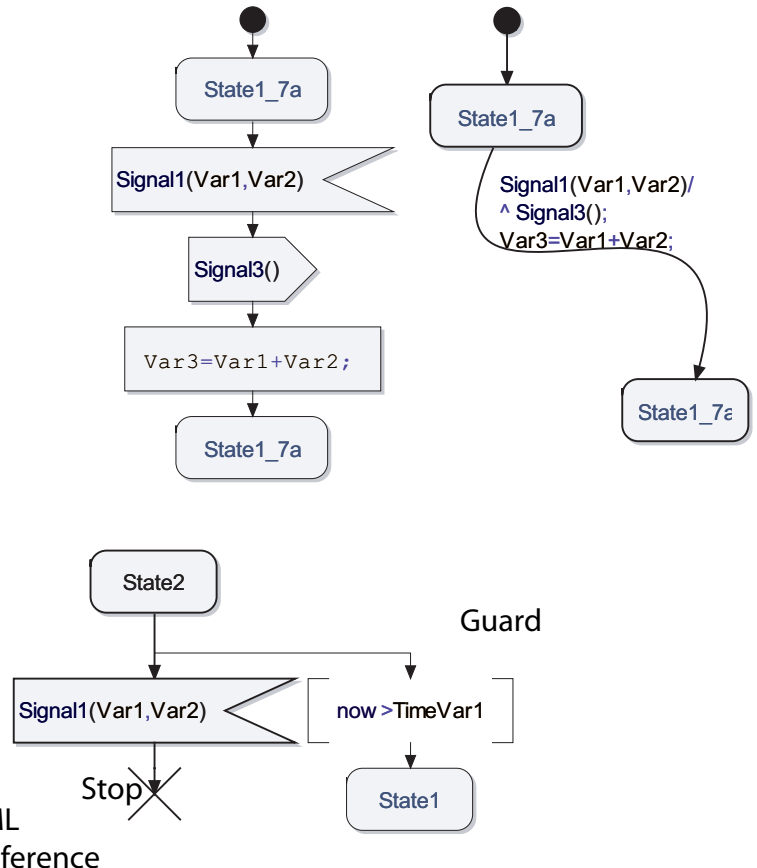 State1_7a
Signal1(Var1,Var2)
Signal3()
Var3=Var1+Var2;
State1_7a
State1_7a
Signal1(Var1,Var2)/
^ Signal3();
Var3=Var1+Var2;
State1_7a
State2
Guard
Signal1(Var1,Var2)
now >TimeVar1
Stop
State1